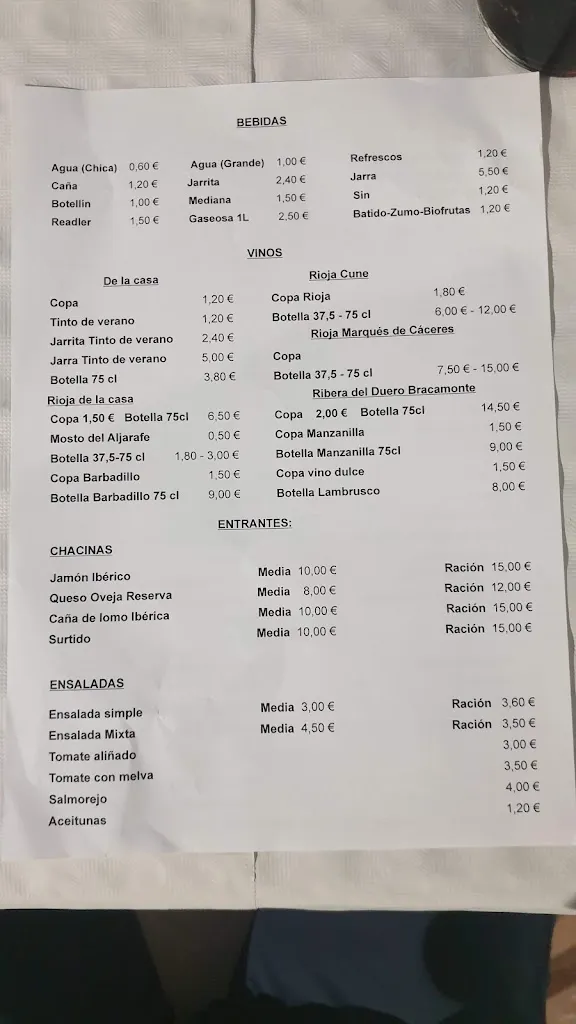 BEBIDAS
Agua (Chica) 0,60 € Agua (Grande) 1,00 € Refrescos 1,20 €
Caña 1,20 € Jarrita 2,40 € Jarra 5,50 €
Botellin 1,00 € Mediana 1,50 € Sin 1,20 €
Readler 1,50 € Gaseosa 1L 2,50 € Batido-Zumo-Biofrutas 1,20 €
VINOS
De la casa
Copa 1,20 €
Tinto de verano 1,20 €
Jarrita Tinto de verano 2,40 €
Jarra Tinto de verano 5,00 €
Botella 75 cl 3,80 €
Rioja de la casa
Copa 1,50 € Botella 75cl 6,50 €
Mosto del Aljarafe 0,50 €
Botella 37,5-75 cl 1,80 - 3,00 €
Copa Barbadillo 1,50 €
Botella Barbadillo 75 cl 9,00 €
Rioja Cune
Copa Rioja 1,80 €
Botella 37,5 - 75 cl 6,00 € - 12,00 €
Rioja Marqués de Cáceres
Copa
Botella 37,5 - 75 cl 7,50 € - 15,00 €
Ribera del Duero Bracamonte
Copa 2,00 € Botella 75cl 14,50 €
Copa Manzanilla 1,50 €
Botella Manzanilla 75cl 9,00 €
Copa vino dulce 1,50 €
Botella Lambrusco 8,00 €
ENTRANTES:
CHACINAS
Jamón Ibérico Media 10,00 € Ración 15,00 €
Queso Oveja Reserva Media 8,00 € Ración 12,00 €
Caña de lomo Ibérica Media 10,00 € Ración 15,00 €
Surtido Media 10,00 € Ración 15,00 €
ENSALADAS
Ensalada simple Media 3,00 € Ración 3,60 €
Ensalada Mixta Media 4,50 € Ración 3,50 €
Tomate aliñado 3,00 €
Tomate con melva 3,50 €
Salmorejo 4,00 €
Aceitunas 1,20 €